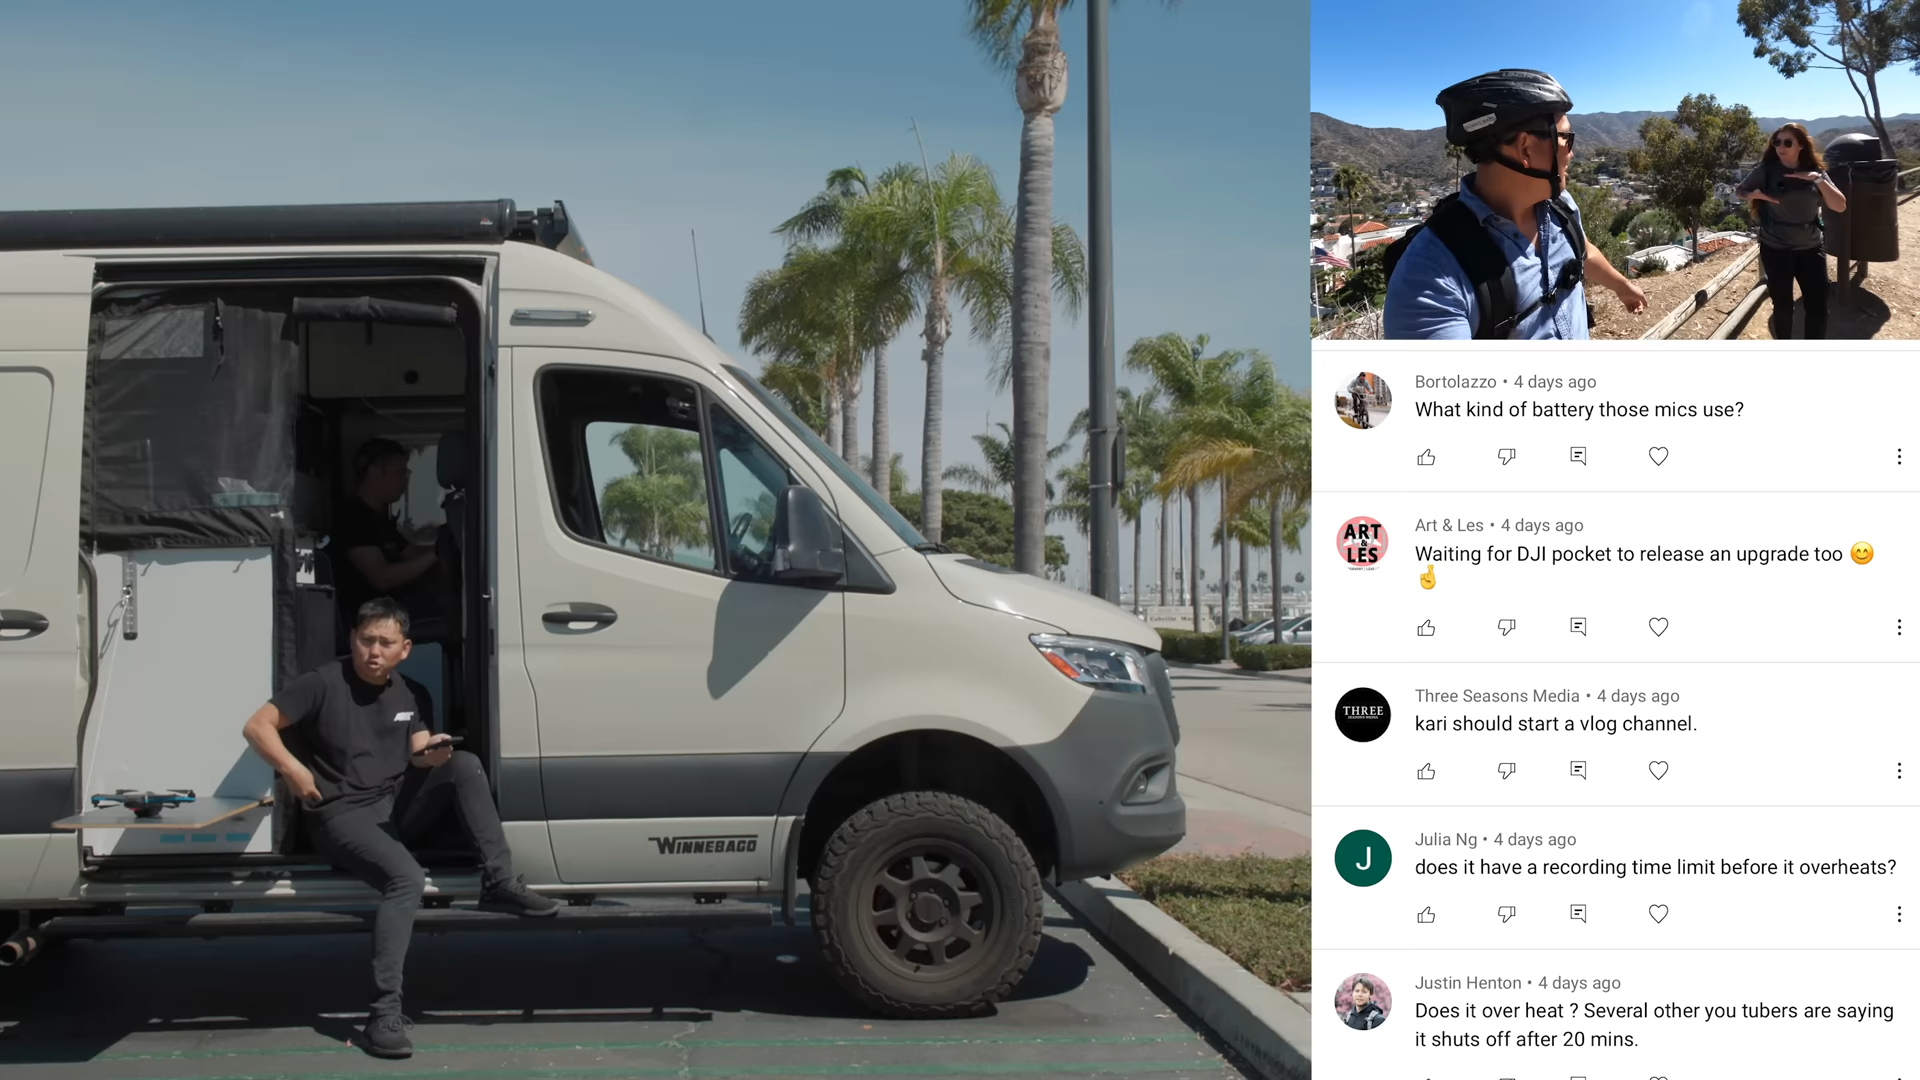 WINNEBAGO
Bortolazzo • 4 days ago
What kind of battery those mics use?
ART
&
LES
Art & Les • 4 days ago
Waiting for DJI pocket to release an upgrade too 😊
🤞
THREE
SEASONS MEDIA
Three Seasons Media • 4 days ago
kari should start a vlog channel.
J
Julia Ng • 4 days ago
does it have a recording time limit before it overheats?
Justin Henton • 4 days ago
Does it over heat ? Several other you tubers are saying
it shuts off after 20 mins.